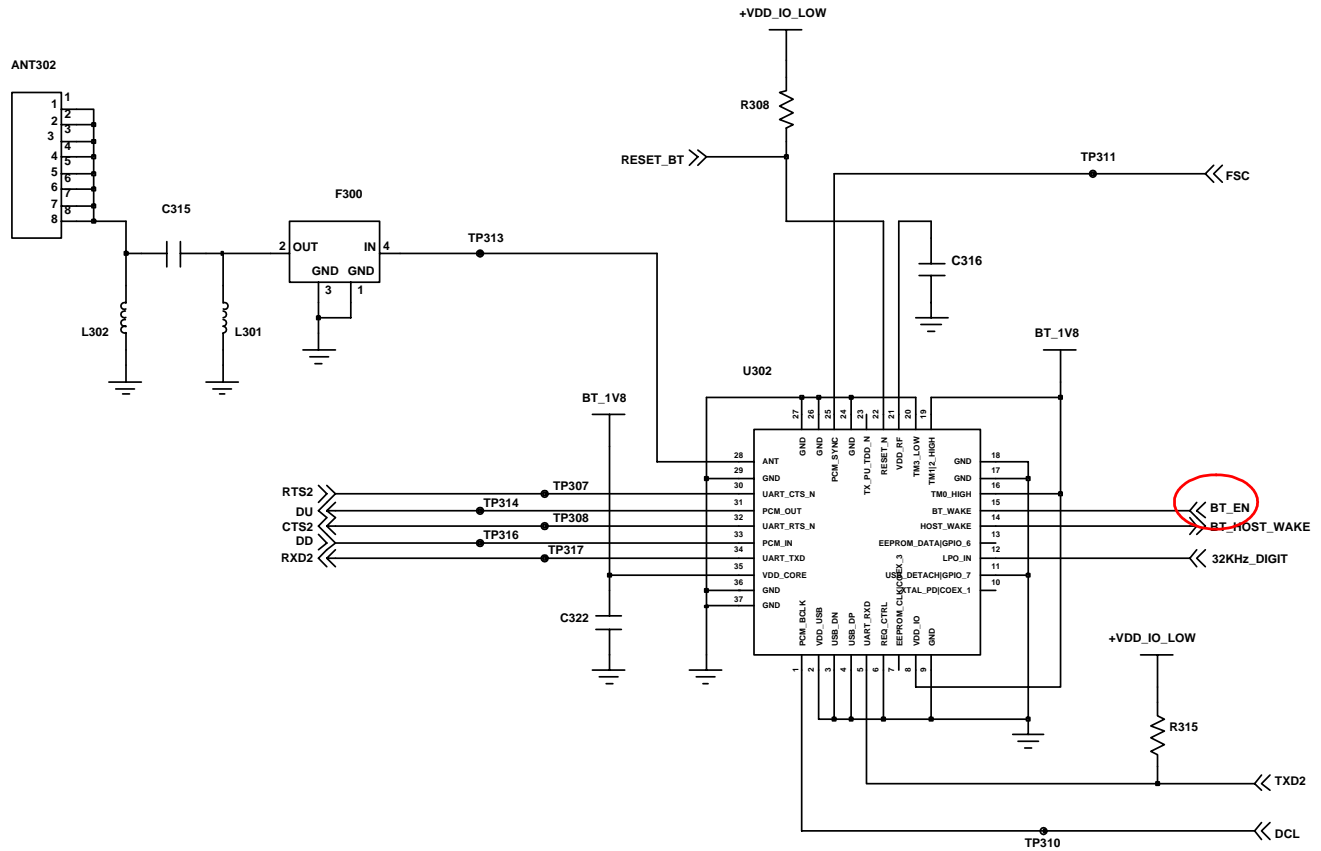 +VDD_IO_LOW
ANT302
1
2
3
4
5
6
7
8
1
2
3
4
5
6
7
8
R308
RESET_BT
TP311
FSC
C315
F300
2
OUT
IN
4
GND
GND
3
1
TP313
C316
L302
L301
BT_1V8
U302
BT_1V8
27
26
25
24
23
22
21
20
19
GND
GND
PCM_SYNC
GND
TX_PU_TDD_N
RESET_N
VDD_RF
TM3_LOW
TM1|2_HIGH
28
ANT
29
GND
30
UART_CTS_N
31
PCM_OUT
32
UART_RTS_N
33
PCM_IN
34
UART_TXD
35
VDD_CORE
36
GND
37
GND
GND
18
GND
17
TM0_HIGH
16
BT_WAKE
15
HOST_WAKE
14
EEPROM_DATA|GPIO_6
13
LPO_IN
12
USB_DETACH|GPIO_7
11
XTAL_PD|COEX_1
10
RTS2
TP307
DU
TP314
CTS2
TP308
DD
TP316
RXD2
TP317
BT_EN
BT_HOST_WAKE
32KHz_DIGIT
C322
PCM_BCLK
VDD_USB
USB_DN
USB_DP
UART_RXD
REQ_CTRL
EEPROM_CLK|COEX_3
VDD_IO
GND
1
2
3
4
5
6
7
8
9
+VDD_IO_LOW
R315
TXD2
TP310
DCL